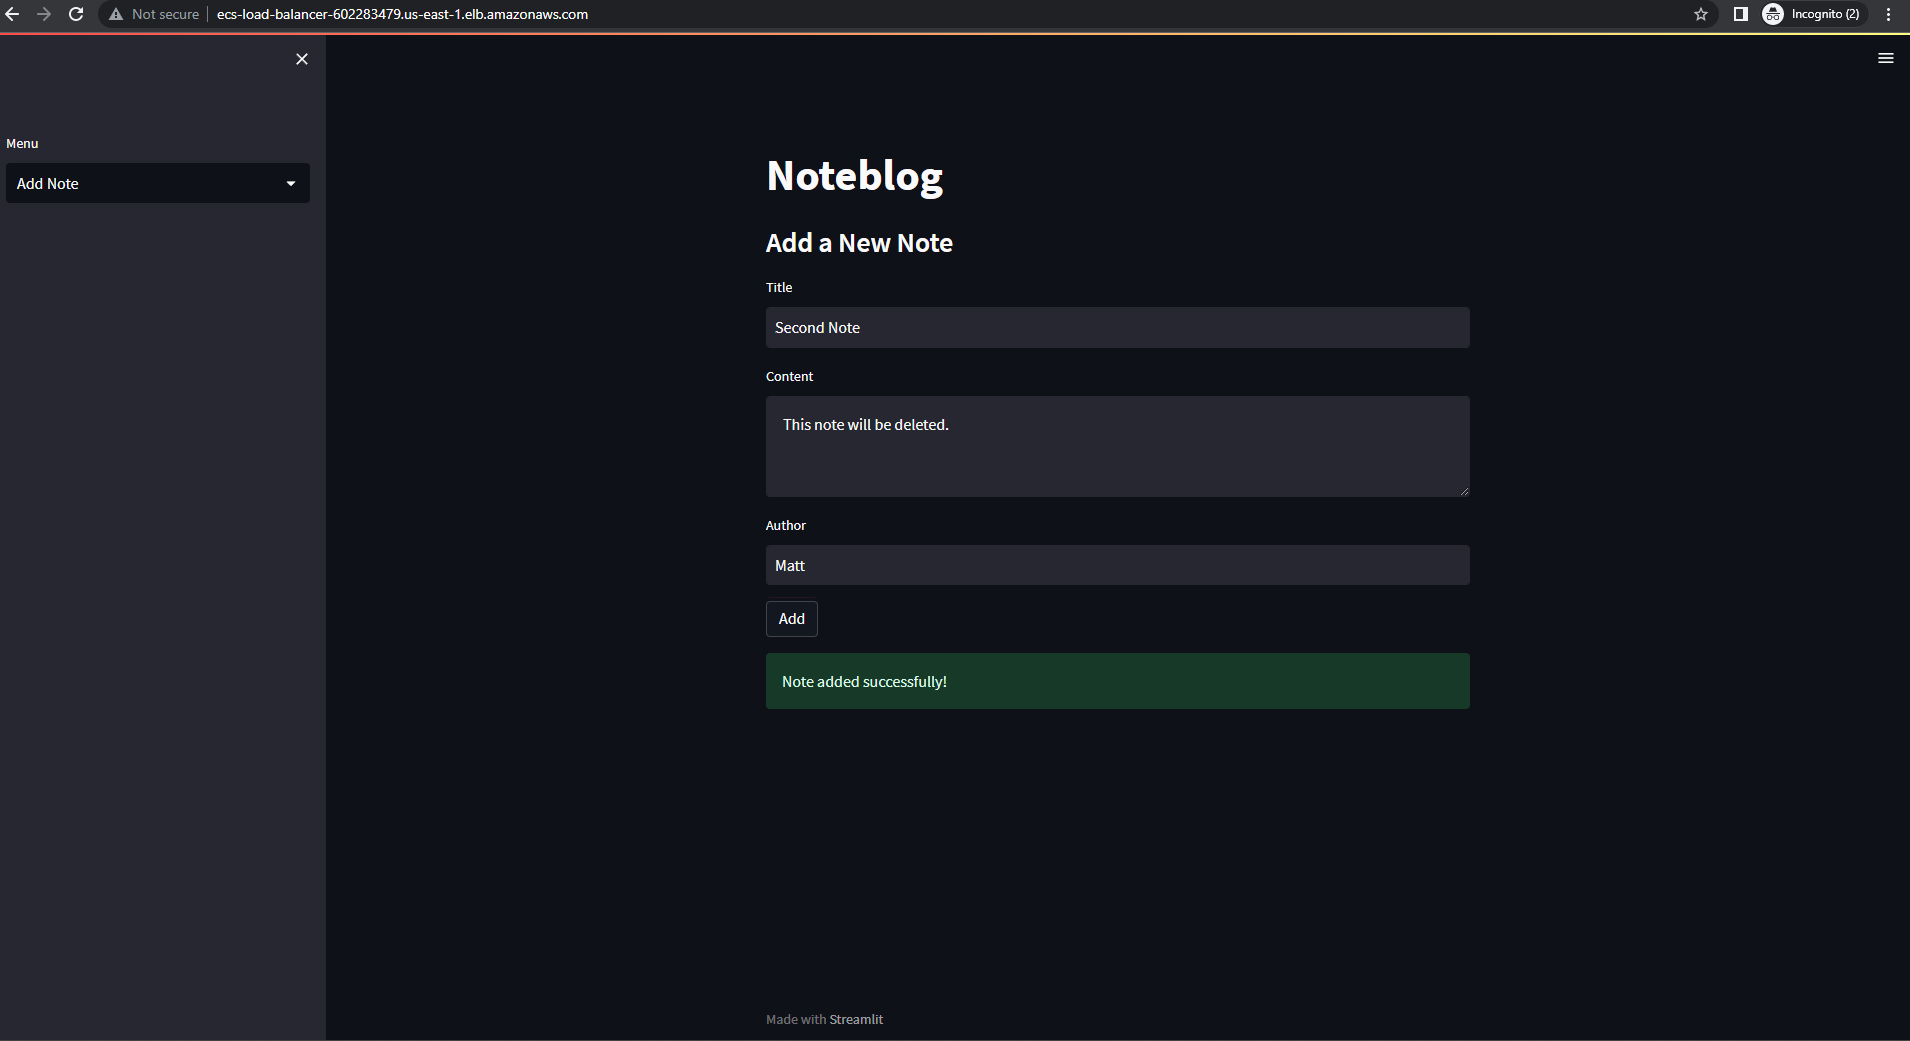 Not secure
ecs-load-balancer-602283479.us-east-1.elb.amazonaws.com
Incognito (2)
Menu
Add Note
Noteblog
Add a New Note
Title
Second Note
Content
This note will be deleted.
Author
Matt
Add
Note added successfully!
Made with Streamlit